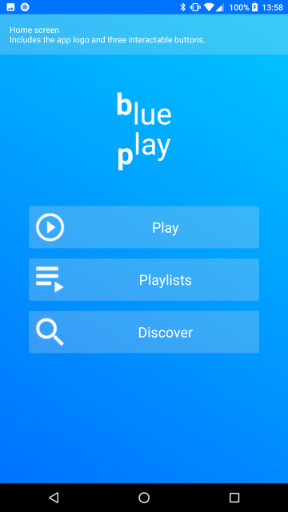 100% 13:58
Home screen
Includes the app logo and three interactable buttons.
blue
play
Play
Playlists
Discover